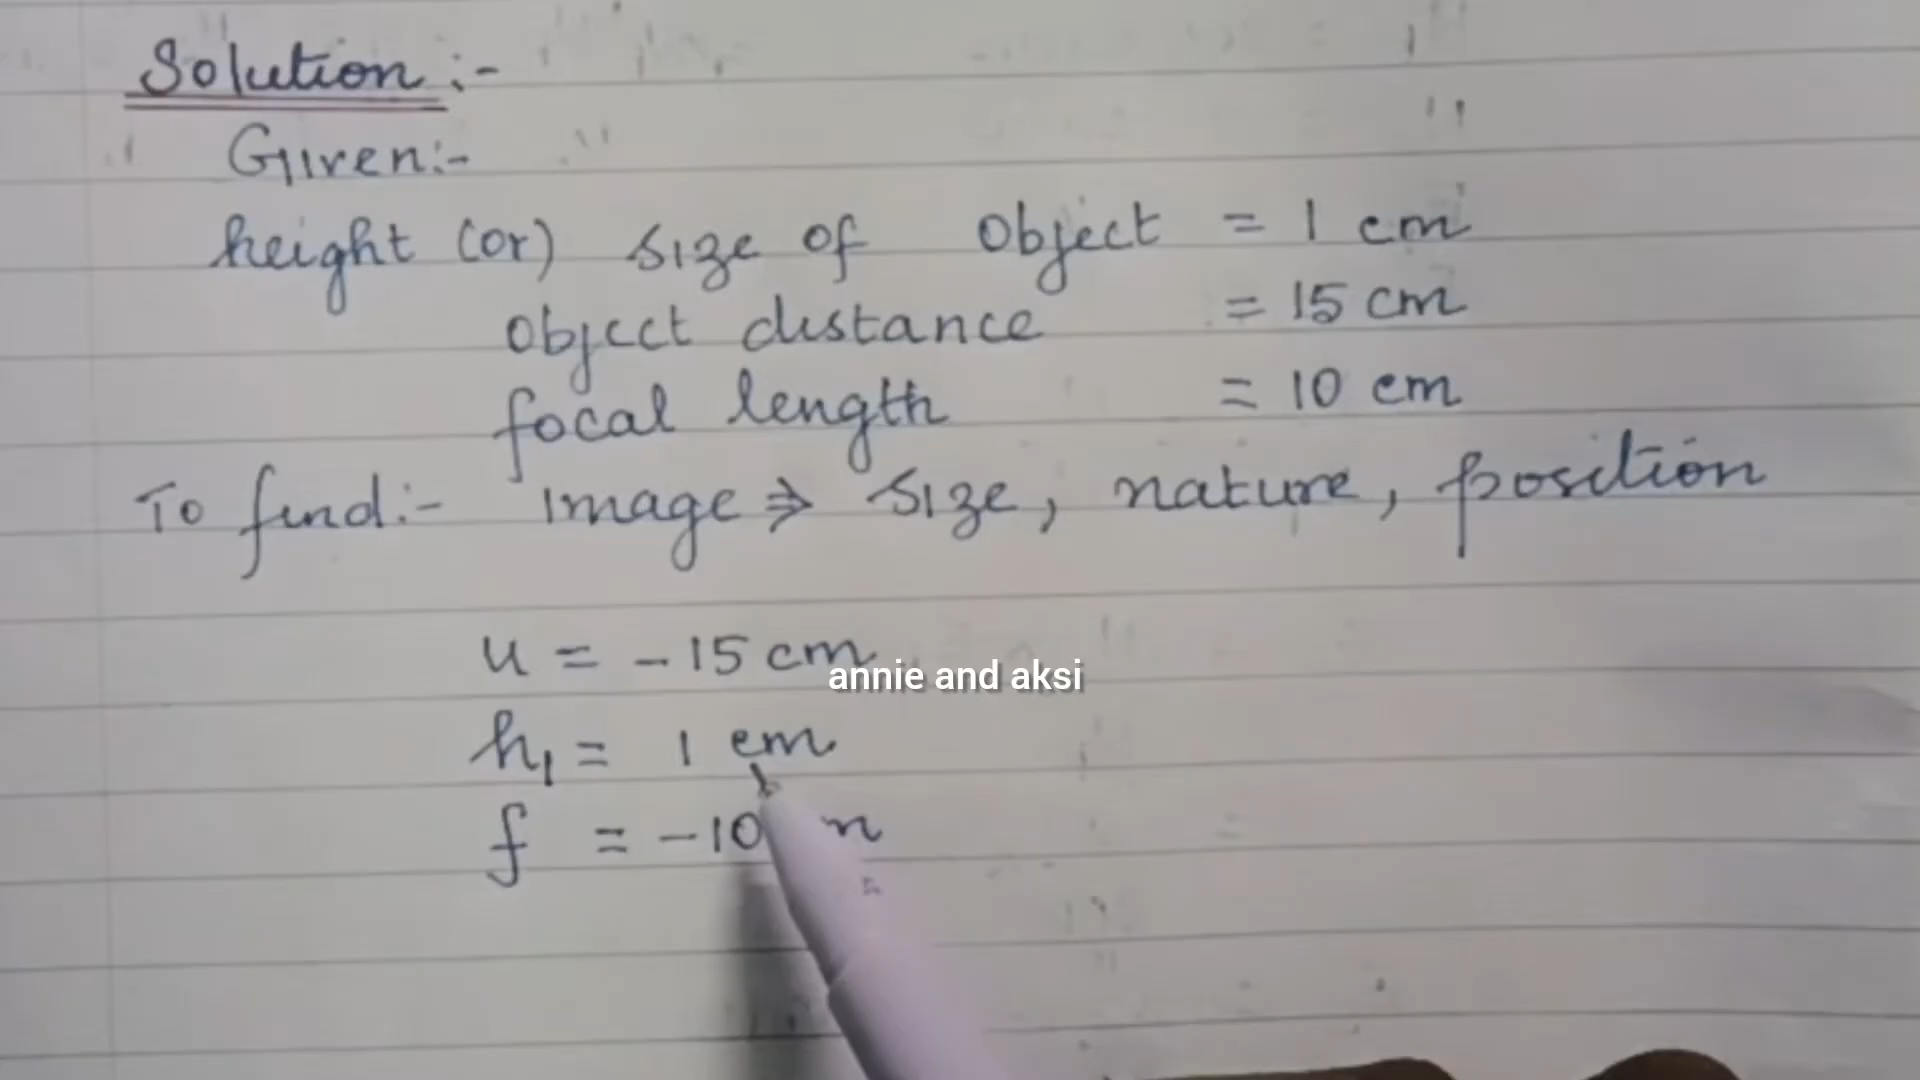 Solution :-
Given:-
height (or) size of object = 1 cm
object distance = 15 cm
focal length = 10 cm
To find:- image ⇒ size, nature, position
u = -15 cm
annie and aksi
h₁ = 1 cm
f = -10